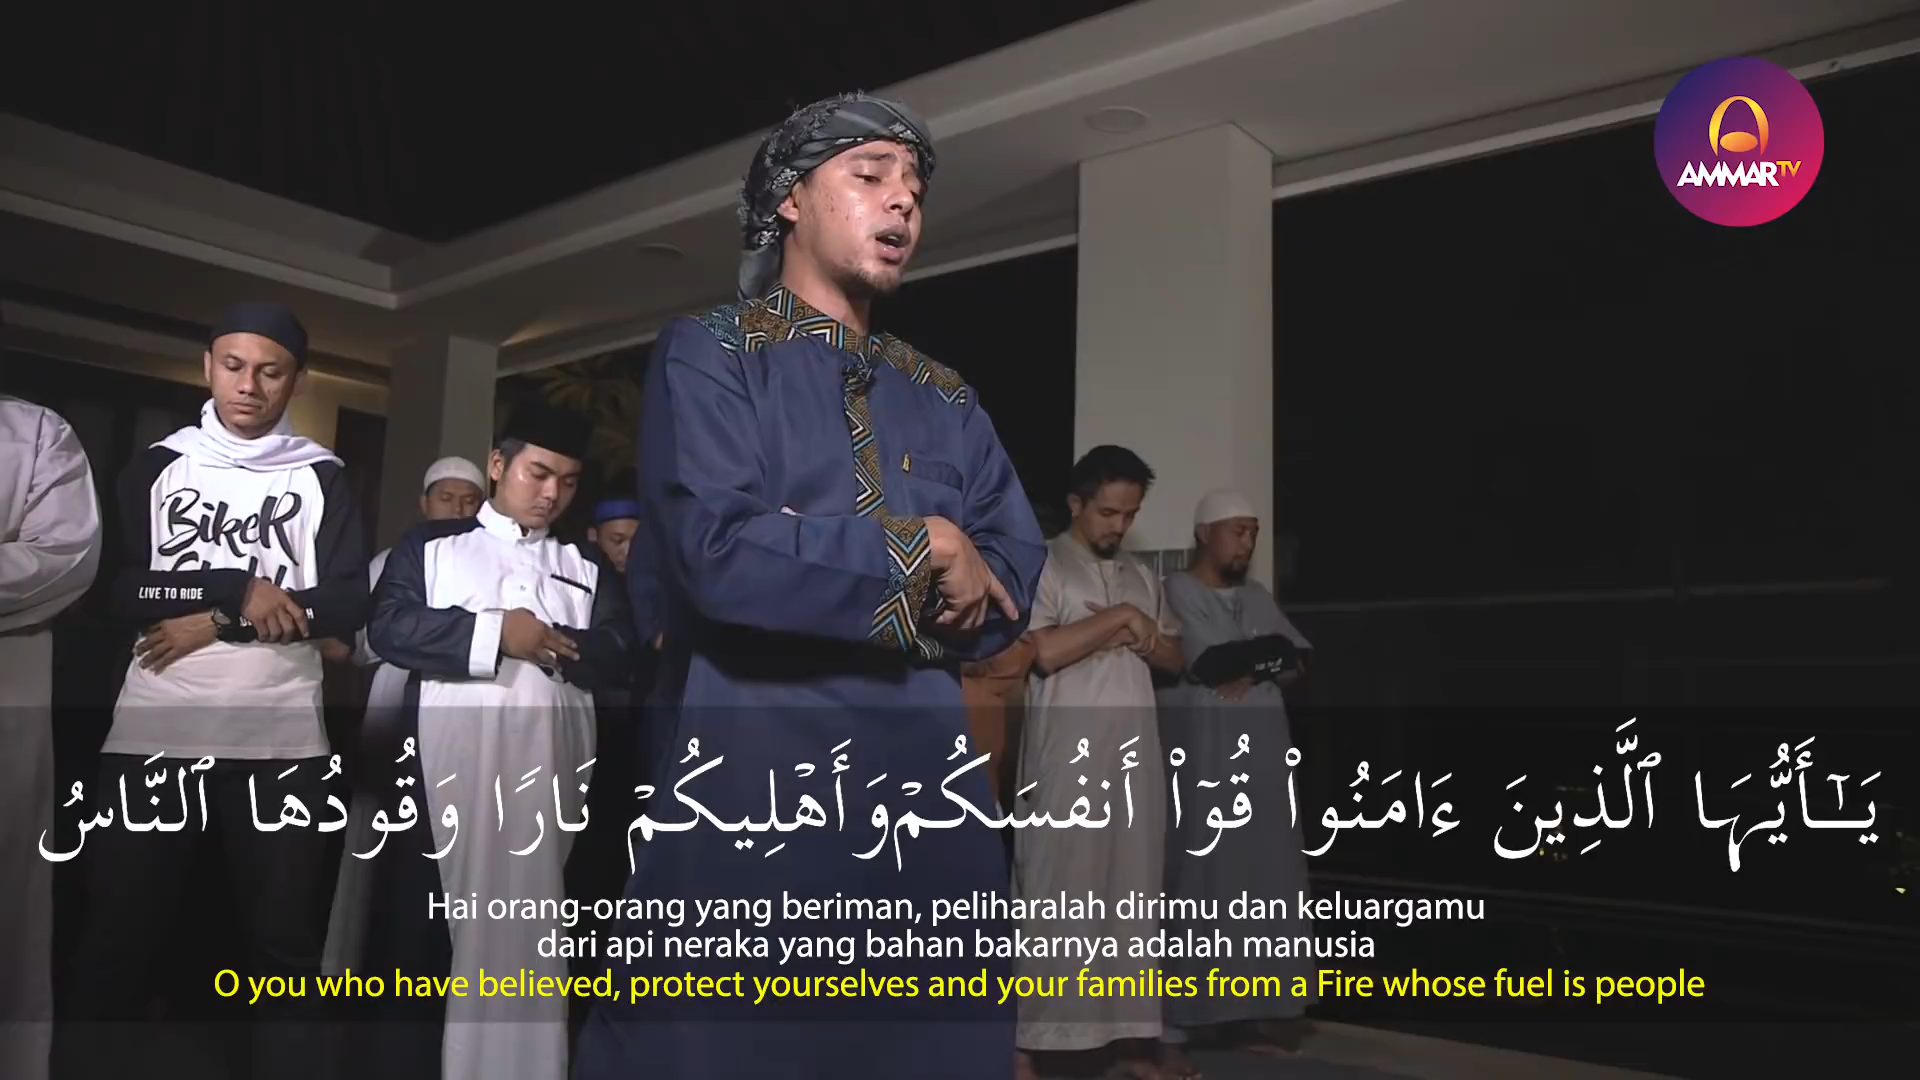 AMMARTV
BikeR
LIVE TO RIDE
يَـٰٓأَيُّهَا ٱلَّذِينَ ءَامَنُوا۟ قُوٓا۟ أَنفُسَكُمْ وَأَهْلِيكُمْ نَارًا وَقُودُهَا ٱلنَّاسُ
Hai orang-orang yang beriman, peliharalah dirimu dan keluargamu
dari api neraka yang bahan bakarnya adalah manusia
O you who have believed, protect yourselves and your families from a Fire whose fuel is people